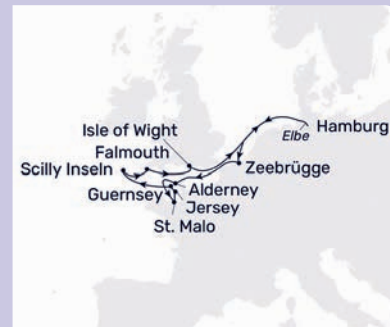 Isle of Wight
Elbe
Hamburg
Falmouth
Scilly Inseln
Zeebrügge
Guernsey
Alderney
Jersey
St. Malo